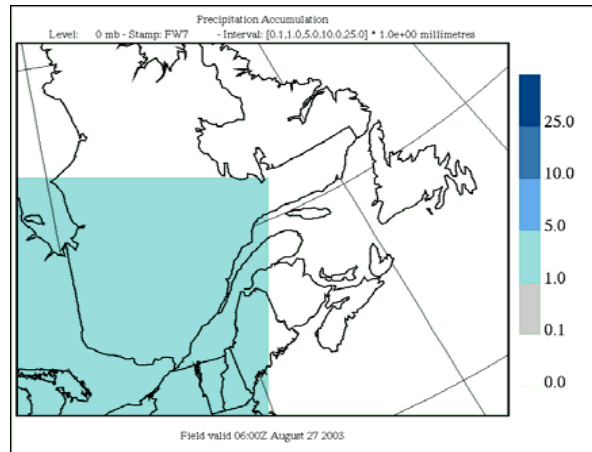 Precipitation Accumulation
Level: 0 mb - Stamp: FW7 - Interval: [0.1,1.0,5.0,10.0,25.0] * 1.0e+00 millimetres
25.0
10.0
5.0
1.0
0.1
0.0
Field valid 06:00Z August 27 2003